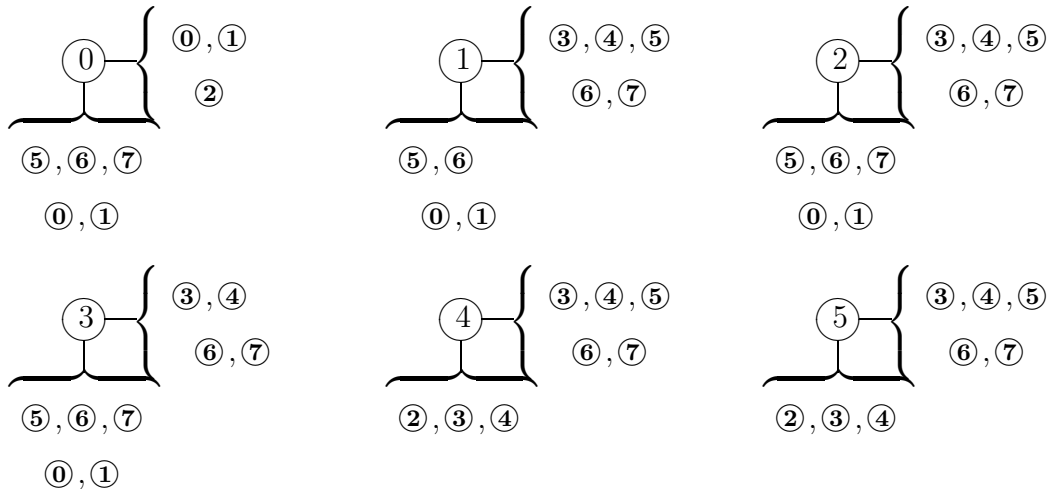 0 ⓪,① 1 ③,④,⑤ 2 ③,④,⑤
② ⑥,⑦ ⑥,⑦
⑤,⑥,⑦ ⑤,⑥ ⑤,⑥,⑦
⓪,① ⓪,① ⓪,①
3 ③,④ 4 ③,④,⑤ 5 ③,④,⑤
⑥,⑦ ⑥,⑦ ⑥,⑦
⑤,⑥,⑦ ②,③,④ ②,③,④
⓪,①